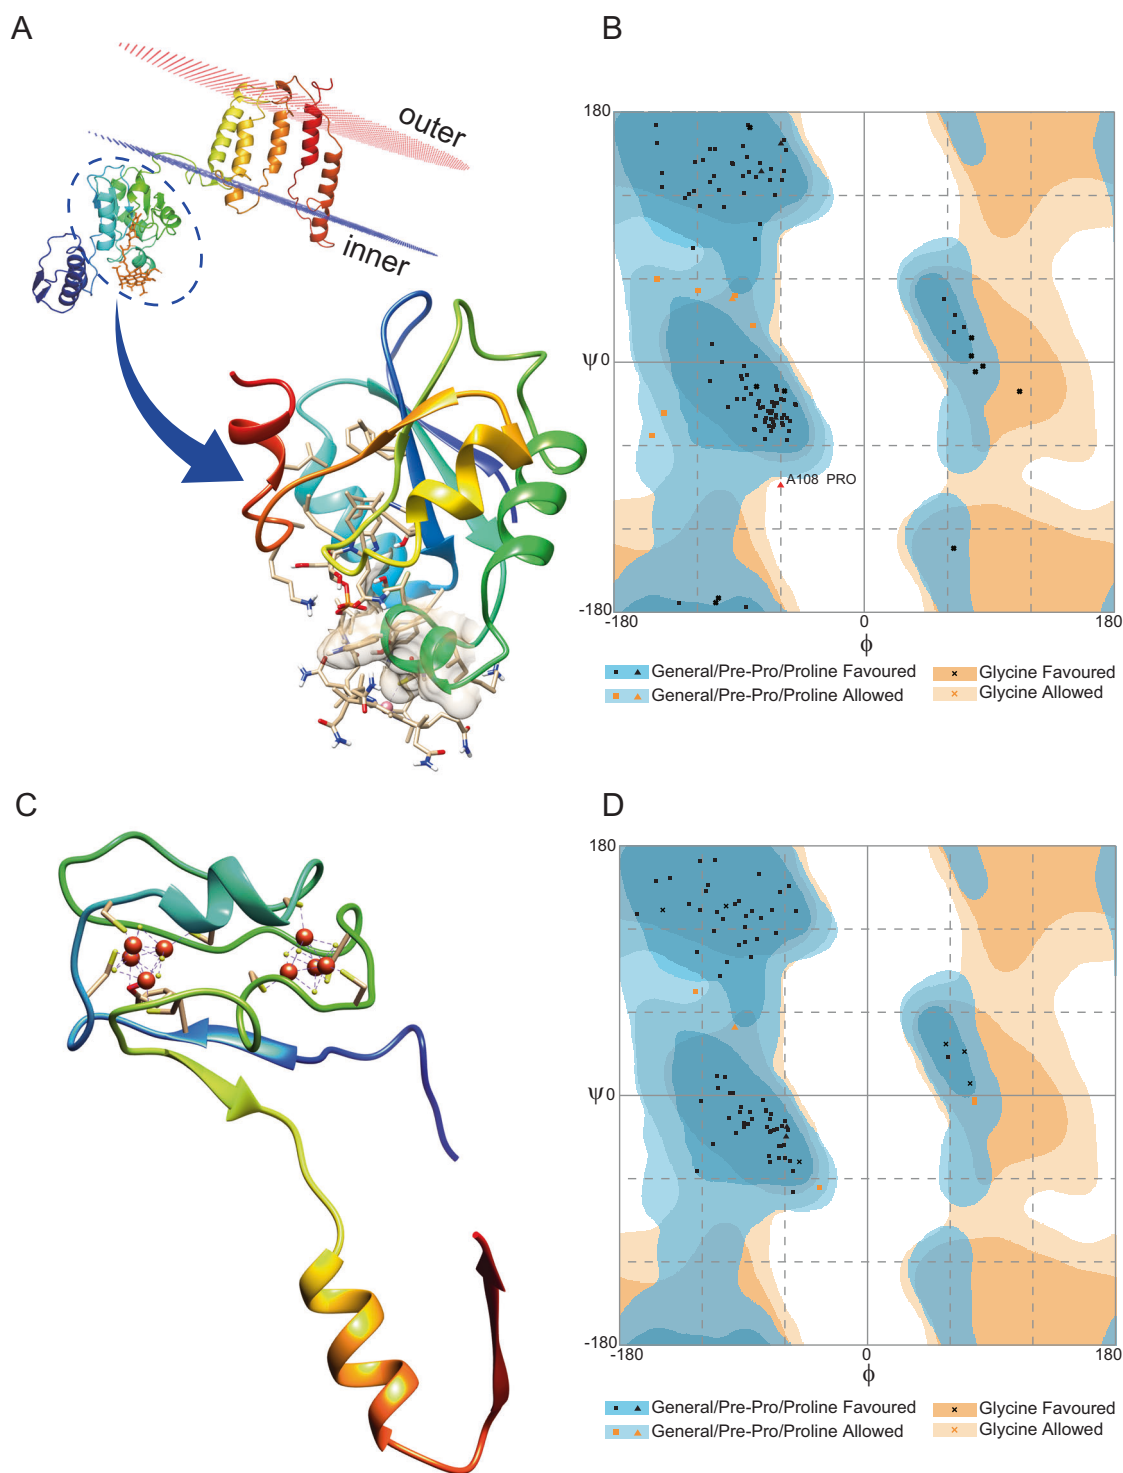 A
outer
inner
B
180
ψ 0
A108 PRO
-180
-180
0
180
ϕ
General/Pre-Pro/Proline Favoured
Glycine Favoured
General/Pre-Pro/Proline Allowed
Glycine Allowed
C
D
180
ψ 0
-180
-180
0
180
ϕ
General/Pre-Pro/Proline Favoured
Glycine Favoured
General/Pre-Pro/Proline Allowed
Glycine Allowed